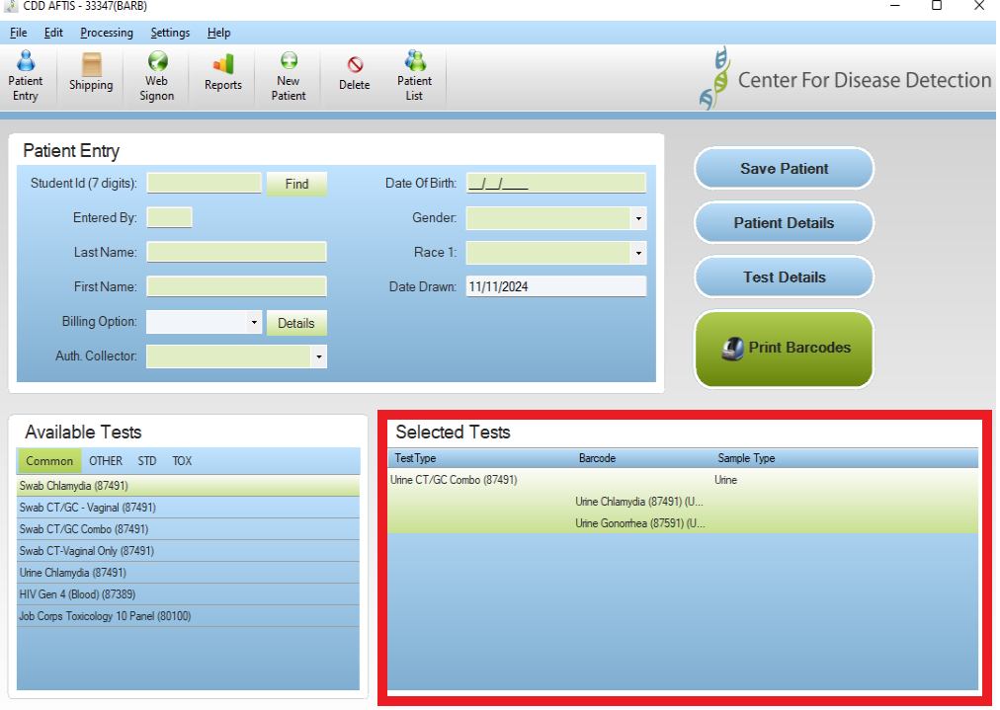 CDD AFTIS - 33347(BARB)
File Edit Processing Settings Help
Patient Entry
Shipping
Web Signon
Reports
New Patient
Delete
Patient List
Center For Disease Detection
Patient Entry
Student Id (7 digits): Find
Date Of Birth: __/__/____
Entered By:
Gender:
Last Name:
Race 1:
First Name:
Date Drawn: 11/11/2024
Billing Option: Details
Auth. Collector:
Save Patient
Patient Details
Test Details
Print Barcodes
Available Tests
Common OTHER STD TOX
Swab Chlamydia (87491)
Swab CT/GC - Vaginal (87491)
Swab CT/GC Combo (87491)
Swab CT-Vaginal Only (87491)
Urine Chlamydia (87491)
HIV Gen 4 (Blood) (87389)
Job Corps Toxicology 10 Panel (80100)
Selected Tests
TestType Barcode Sample Type
Urine CT/GC Combo (87491) Urine
Urine Chlamydia (87491) (U...
Urine Gonorrhea (87591) (U...